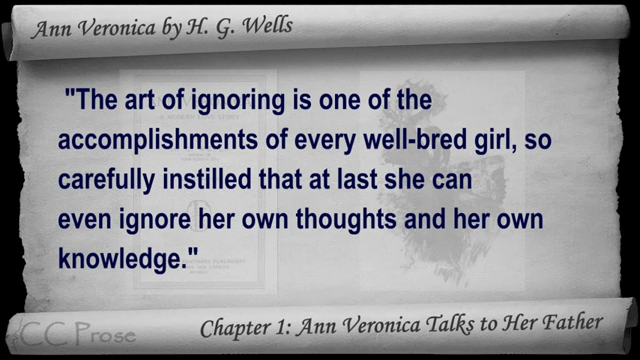 Ann Veronica by H. G. Wells
"The art of ignoring is one of the
accomplishments of every well-bred girl, so
carefully instilled that at last she can
even ignore her own thoughts and her own
knowledge."
Chapter 1: Ann Veronica Talks to Her Father
CC Prose